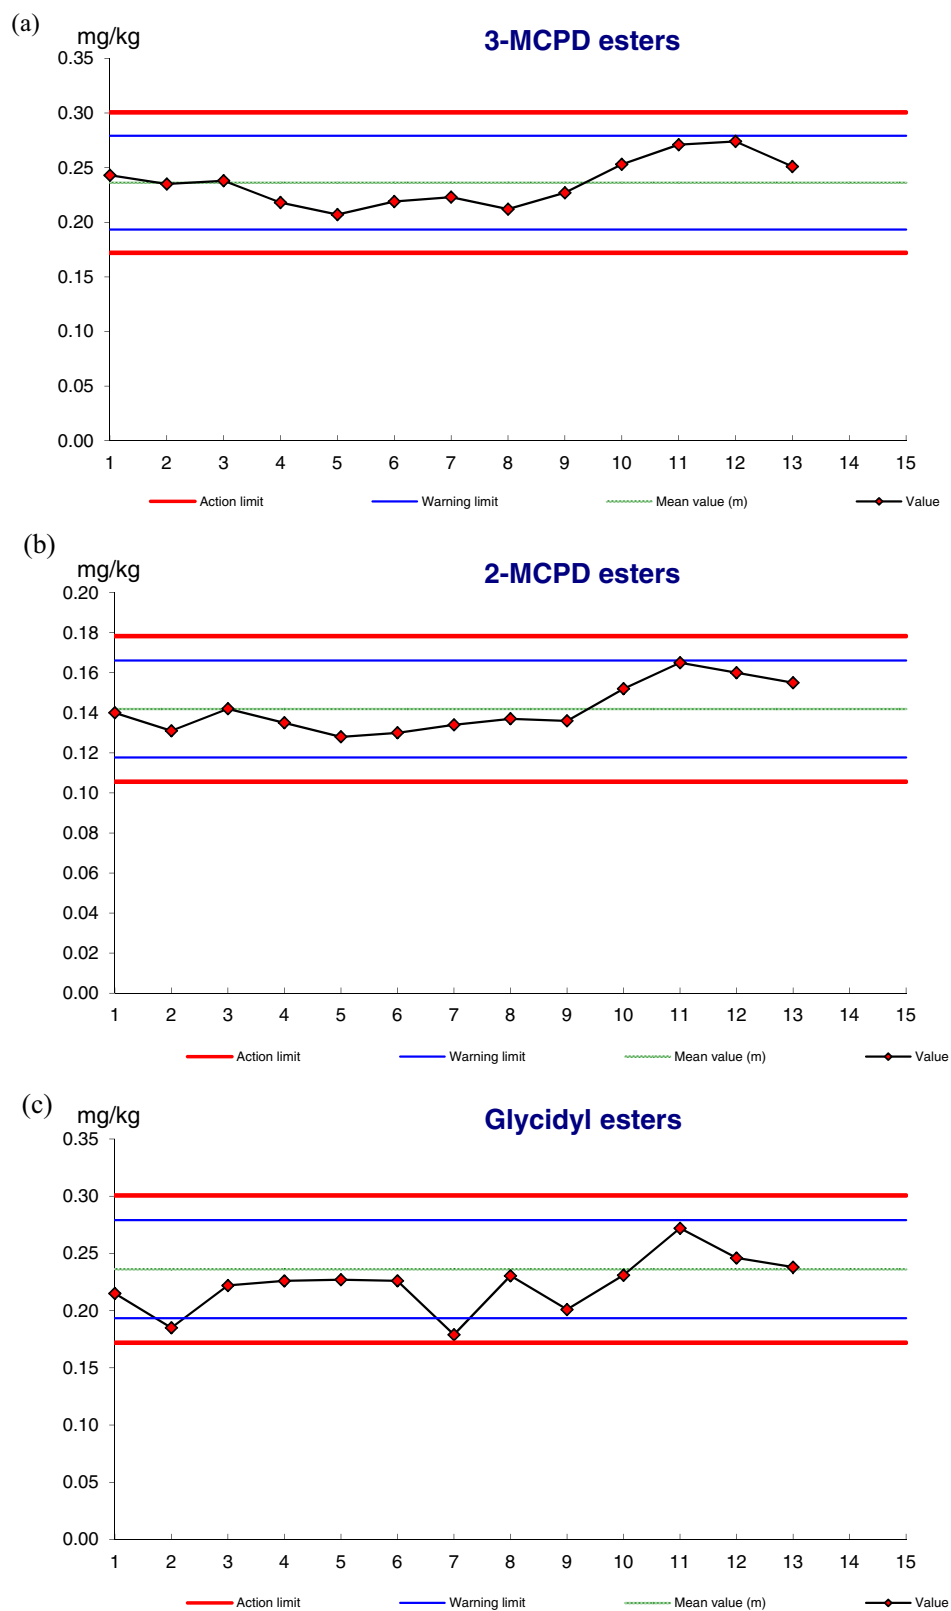 (a)
mg/kg
3-MCPD esters
0.35
0.30
0.25
0.20
0.15
0.10
0.05
0.00
1 2 3 4 5 6 7 8 9 10 11 12 13 14 15
Action limit Warning limit Mean value (m) Value
(b)
mg/kg
2-MCPD esters
0.20
0.18
0.16
0.14
0.12
0.10
0.08
0.06
0.04
0.02
0.00
1 2 3 4 5 6 7 8 9 10 11 12 13 14 15
Action limit Warning limit Mean value (m) Value
(c)
mg/kg
Glycidyl esters
0.35
0.30
0.25
0.20
0.15
0.10
0.05
0.00
1 2 3 4 5 6 7 8 9 10 11 12 13 14 15
Action limit Warning limit Mean value (m) Value